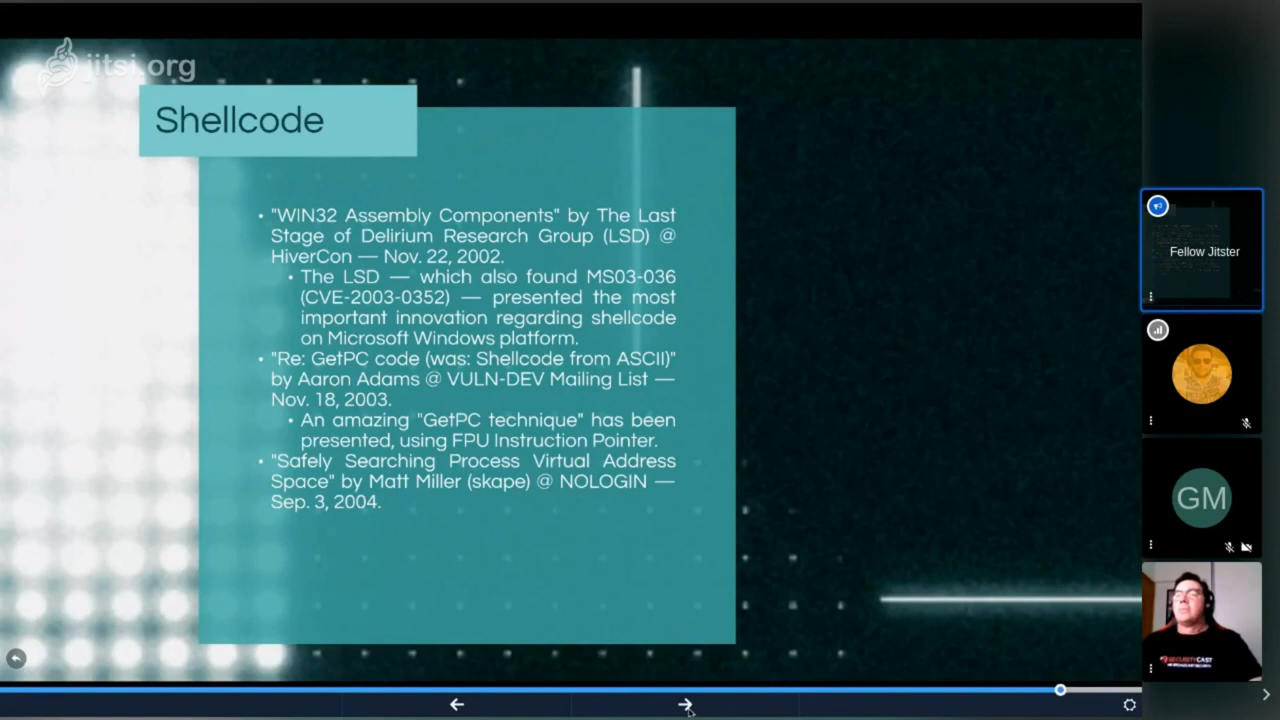 jitsi.org
Shellcode
• "WIN32 Assembly Components" by The Last
Stage of Delirium Research Group (LSD) @
HiverCon — Nov. 22, 2002.
• The LSD — which also found MS03-036
(CVE-2003-0352) — presented the most
important innovation regarding shellcode
on Microsoft Windows platform.
• "Re: GetPC code (was: Shellcode from ASCII)"
by Aaron Adams @ VULN-DEV Mailing List —
Nov. 18, 2003.
• An amazing "GetPC technique" has been
presented, using FPU Instruction Pointer.
• "Safely Searching Process Virtual Address
Space" by Matt Miller (skape) @ NOLOGIN —
Sep. 3, 2004.
Fellow Jitster
GM
SECURITYCAST